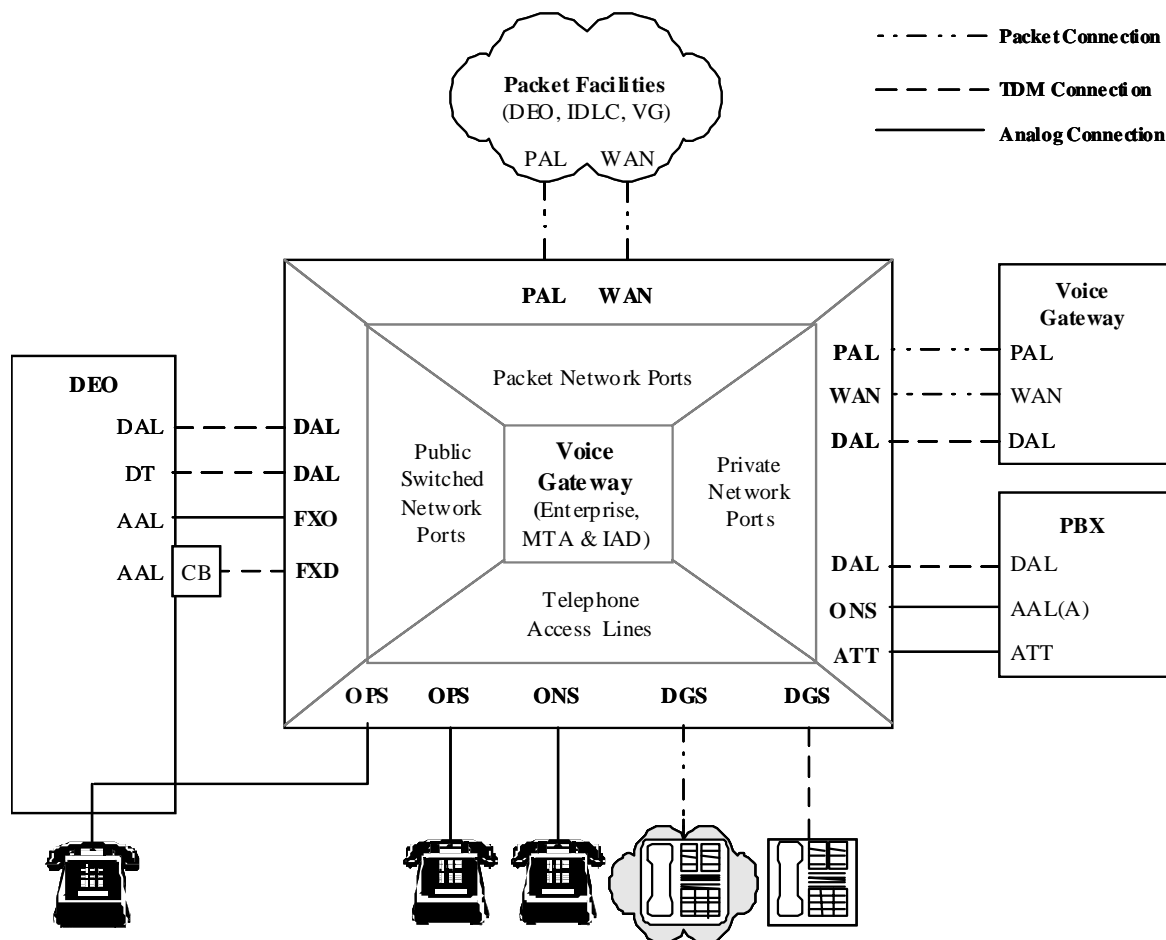 Packet Facilities
(DEO, IDLC, VG)
PAL WAN
Packet Connection
TDM Connection
Analog Connection
PAL WAN
Packet Network Ports
Public
Switched
Network
Ports
Voice
Gateway
(Enterprise,
MTA & IAD)
Private
Network
Ports
Telephone
Access Lines
DEO
DAL
DT
AAL
AAL
CB
DAL
DAL
FXO
FXD
PAL
WAN
DAL
DAL
ONS
ATT
Voice
Gateway
PAL
WAN
DAL
PBX
DAL
AAL(A)
ATT
OPS OPS ONS DGS DGS